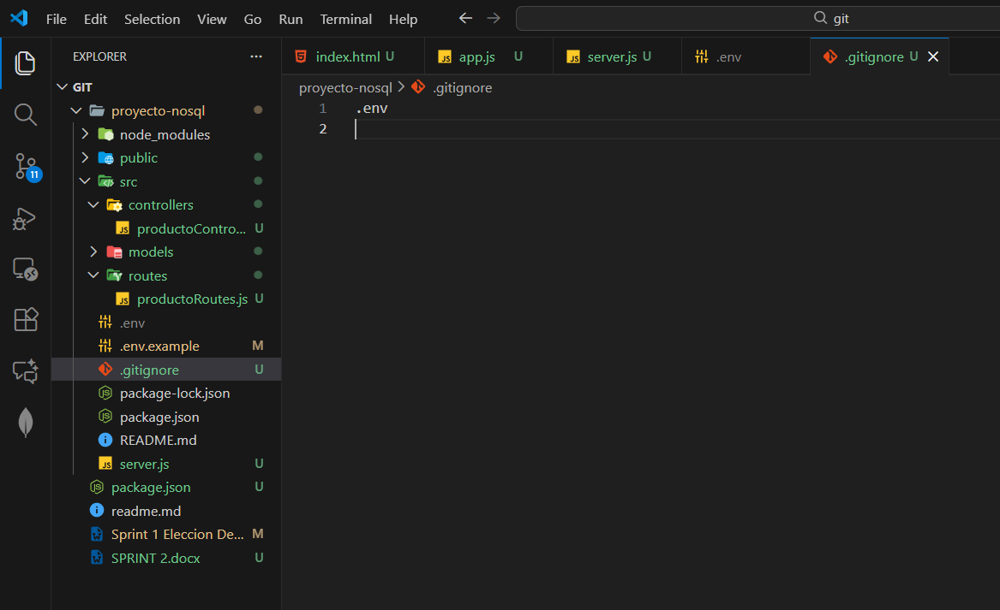 File Edit Selection View Go Run Terminal Help git
EXPLORER
index.html U
app.js U
server.js U
.env
.gitignore U
GIT
proyecto-nosql
node_modules
public
src
controllers
productoContro... U
models
routes
productoRoutes.js U
.env
.env.example M
.gitignore U
package-lock.json
package.json
README.md
server.js U
package.json U
readme.md
Sprint 1 Eleccion De... M
SPRINT 2.docx U
11
proyecto-nosql > .gitignore
1 .env
2